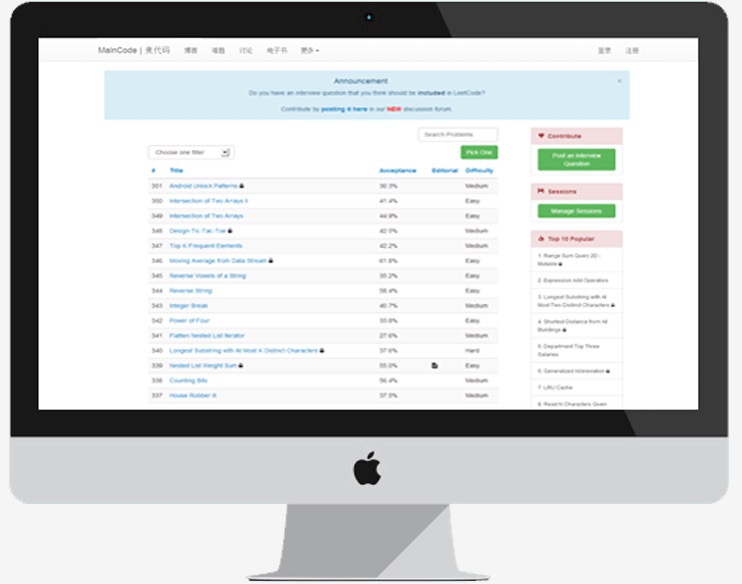 MainCode | 麦代码 博客 难题 讨论 电子书 更多 登录 注册
Announcement
Do you have an interview question that you think should be included in LeetCode?
Contribute by posting it here in our NEW discussion forum.
Search Problems
Choose one filter
Pick One
# Title Acceptance Editorial Difficulty
351 Android Unlock Patterns 30.3% Medium
350 Intersection of Two Arrays II 41.4% Easy
349 Intersection of Two Arrays 44.9% Easy
348 Design Tic-Tac-Toe 42.0% Medium
347 Top K Frequent Elements 42.2% Medium
346 Moving Average from Data Stream 61.8% Easy
345 Reverse Vowels of a String 35.2% Easy
344 Reverse String 58.4% Easy
343 Integer Break 40.7% Medium
342 Power of Four 33.8% Easy
341 Flatten Nested List Iterator 27.6% Medium
340 Longest Substring with At Most K Distinct Characters 37.6% Hard
339 Nested List Weight Sum 55.0% Easy
338 Counting Bits 56.4% Medium
337 House Robber III 37.5% Medium
Contribute
Post an Interview
Question
Sessions
Manage Sessions
Top 10 Popular
1. Range Sum Query 2D -
Mutable
2. Expression Add Operators
3. Longest Substring with At
Most Two Distinct Characters
4. Shortest Distance from All
Buildings
5. Department Top Three
Salaries
6. Generalized Abbreviation
7. LRU Cache
8. Read N Characters Given